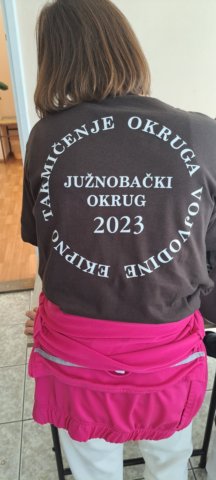 EKIPNO TAKMIČENJE OKRUGA VOJVODINE
JUŽNOBAČKI
OKRUG
2023